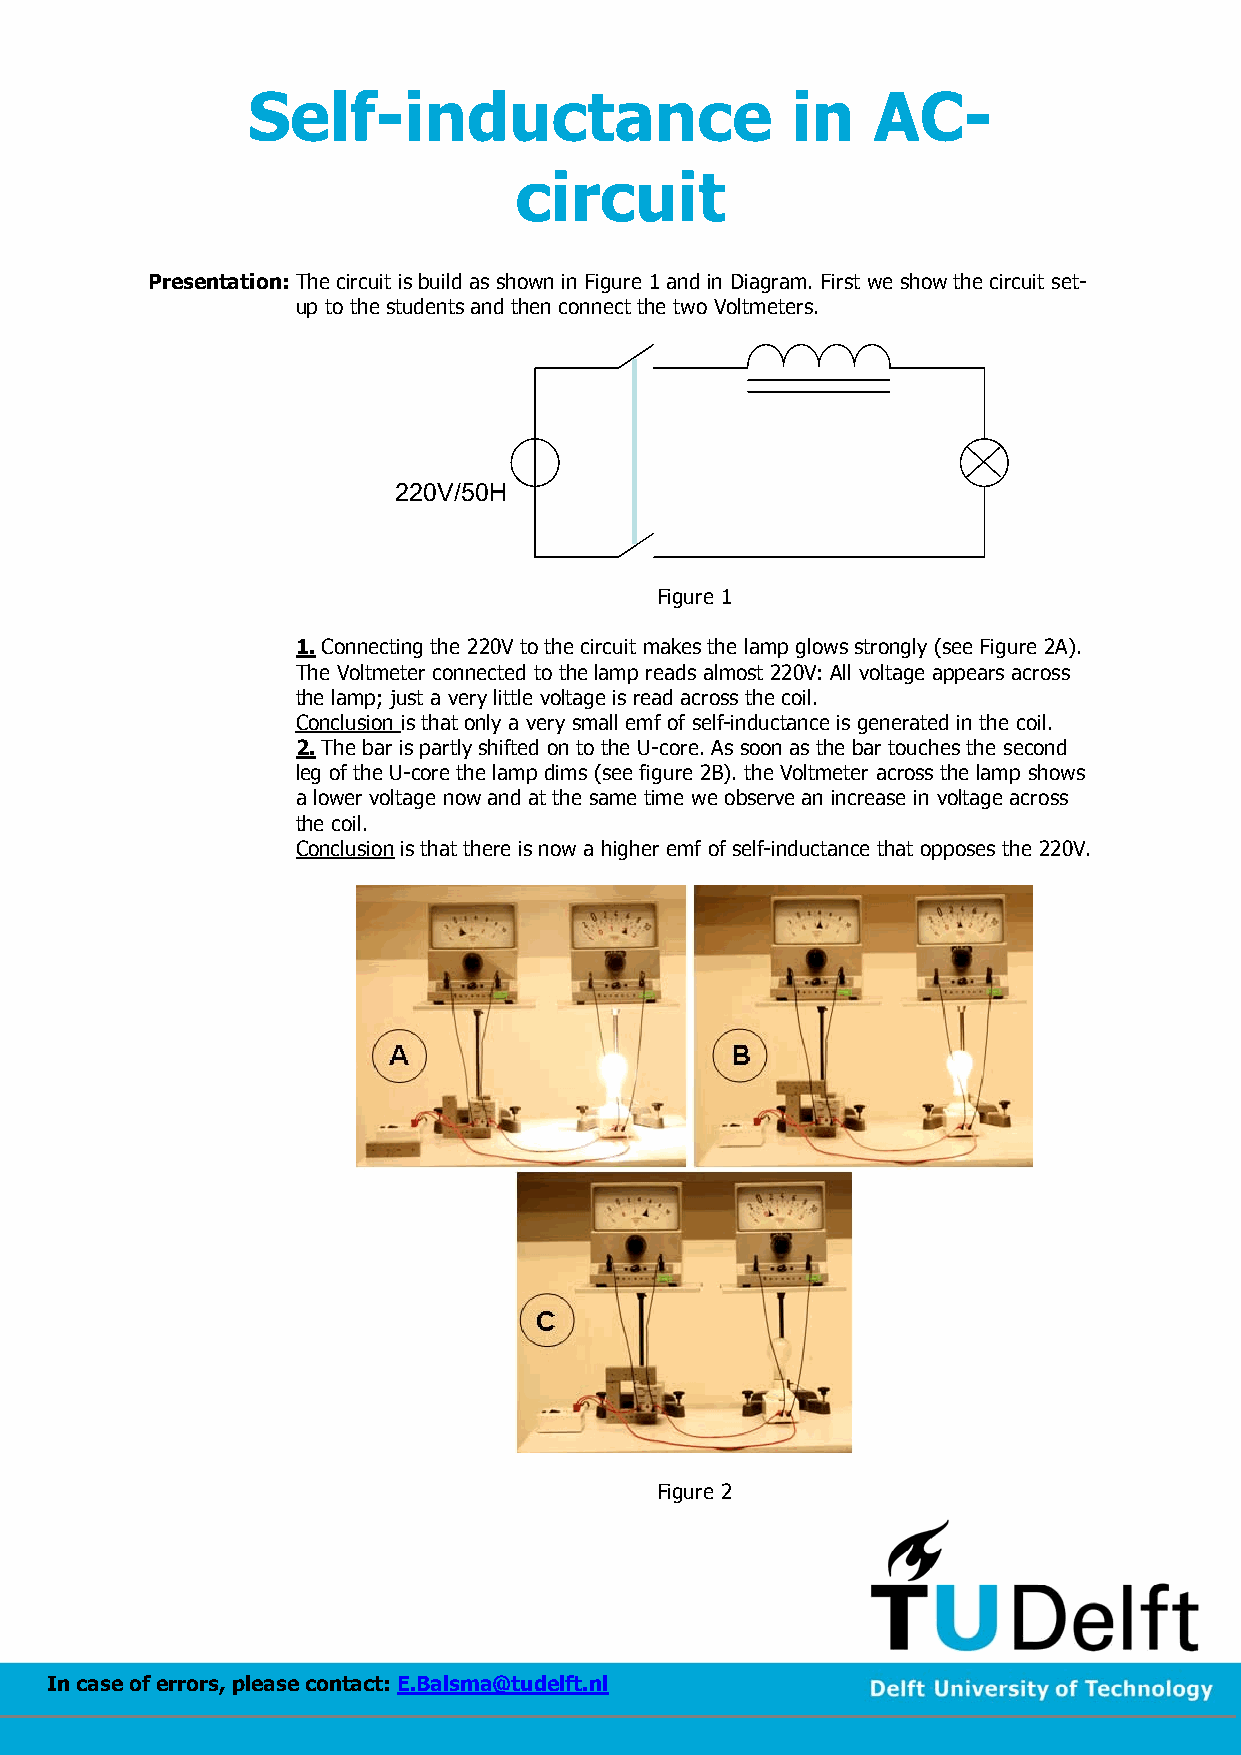 Self-inductance in AC-
circuit
Presentation: The circuit is build as shown in Figure 1 and in Diagram. First we show the circuit set-
up to the students and then connect the two Voltmeters.
220V/50H
Figure 1
1. Connecting the 220V to the circuit makes the lamp glows strongly (see Figure 2A).
The Voltmeter connected to the lamp reads almost 220V: All voltage appears across
the lamp; just a very little voltage is read across the coil.
Conclusion is that only a very small emf of self-inductance is generated in the coil.
2. The bar is partly shifted on to the U-core. As soon as the bar touches the second
leg of the U-core the lamp dims (see figure 2B). the Voltmeter across the lamp shows
a lower voltage now and at the same time we observe an increase in voltage across
the coil.
Conclusion is that there is now a higher emf of self-inductance that opposes the 220V.
A
B
C
Figure 2
TUDelft
In case of errors, please contact: E.Balsma@tudelft.nl
Delft University of Technology